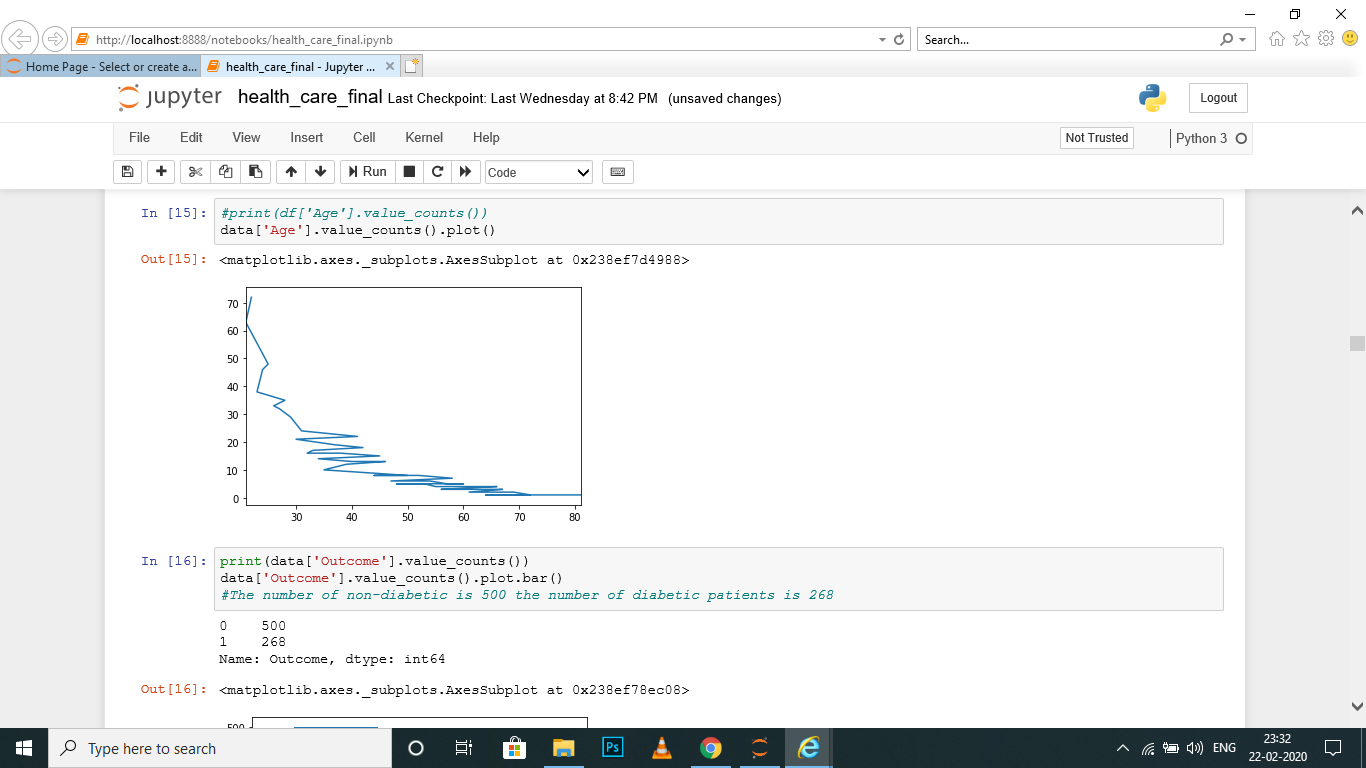 http://localhost:8888/notebooks/health_care_final.ipynb
Search...
Home Page - Select or create a...
health_care_final - Jupyter ...
jupyter health_care_final Last Checkpoint: Last Wednesday at 8:42 PM (unsaved changes)
Logout
File Edit View Insert Cell Kernel Help
Not Trusted
Python 3
Run
Code
In [15]: #print(df['Age'].value_counts())
data['Age'].value_counts().plot()
Out[15]: <matplotlib.axes._subplots.AxesSubplot at 0x238ef7d4988>
70
60
50
40
30
20
10
0
30 40 50 60 70 80
In [16]: print(data['Outcome'].value_counts())
data['Outcome'].value_counts().plot.bar()
#The number of non-diabetic is 500 the number of diabetic patients is 268
0 500
1 268
Name: Outcome, dtype: int64
Out[16]: <matplotlib.axes._subplots.AxesSubplot at 0x238ef78ec08>
500
Type here to search
Ps
ENG
23:32
22-02-2020